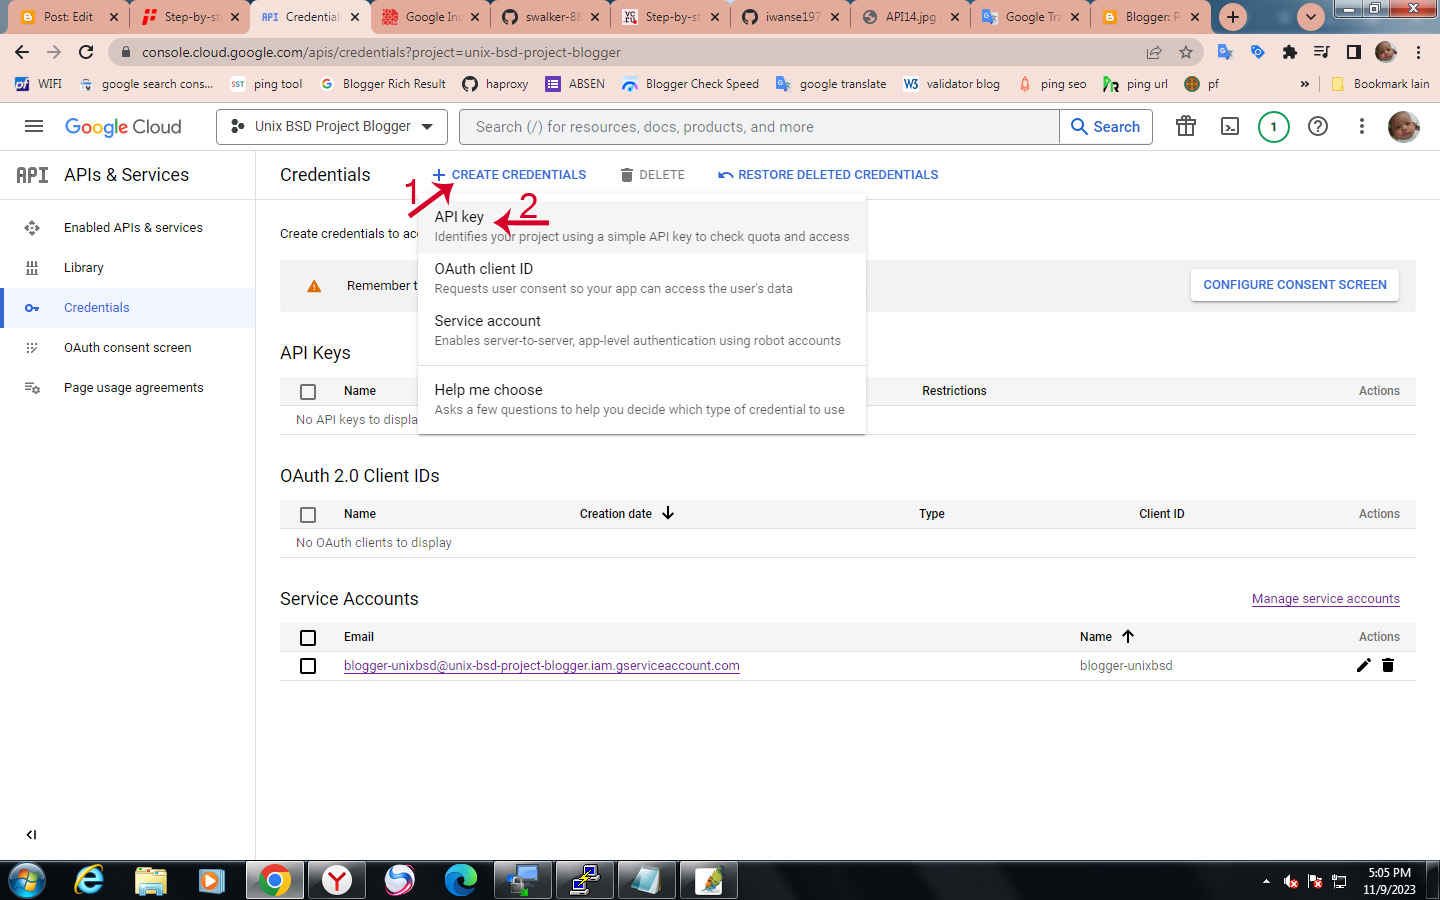 Post: Edit
Step-by-st
Credential
Google In
swalker-88
Step-by-st
iwanse197
API14.jpg
Google Tra
Blogger: P
console.cloud.google.com/apis/credentials?project=unix-bsd-project-blogger
WIFI
google search cons...
ping tool
Blogger Rich Result
haproxy
ABSEN
Blogger Check Speed
google translate
validator blog
ping seo
ping url
pf
»
Bookmark lain
Google Cloud
Unix BSD Project Blogger
Search (/) for resources, docs, products, and more
Search
1
API APIs & Services
Credentials
CREATE CREDENTIALS
DELETE
RESTORE DELETED CREDENTIALS
1
2
Enabled APIs & services
Library
Credentials
OAuth consent screen
Page usage agreements
Create credentials to acc
API key
Identifies your project using a simple API key to check quota and access
OAuth client ID
Requests user consent so your app can access the user's data
Service account
Enables server-to-server, app-level authentication using robot accounts
Help me choose
Asks a few questions to help you decide which type of credential to use
Remember t
CONFIGURE CONSENT SCREEN
API Keys
Name
Restrictions
Actions
No API keys to displa
OAuth 2.0 Client IDs
Name
Creation date
Type
Client ID
Actions
No OAuth clients to display
Service Accounts
Manage service accounts
Email
Name
Actions
blogger-unixbsd@unix-bsd-project-blogger.iam.gserviceaccount.com
blogger-unixbsd
5:05 PM
11/9/2023